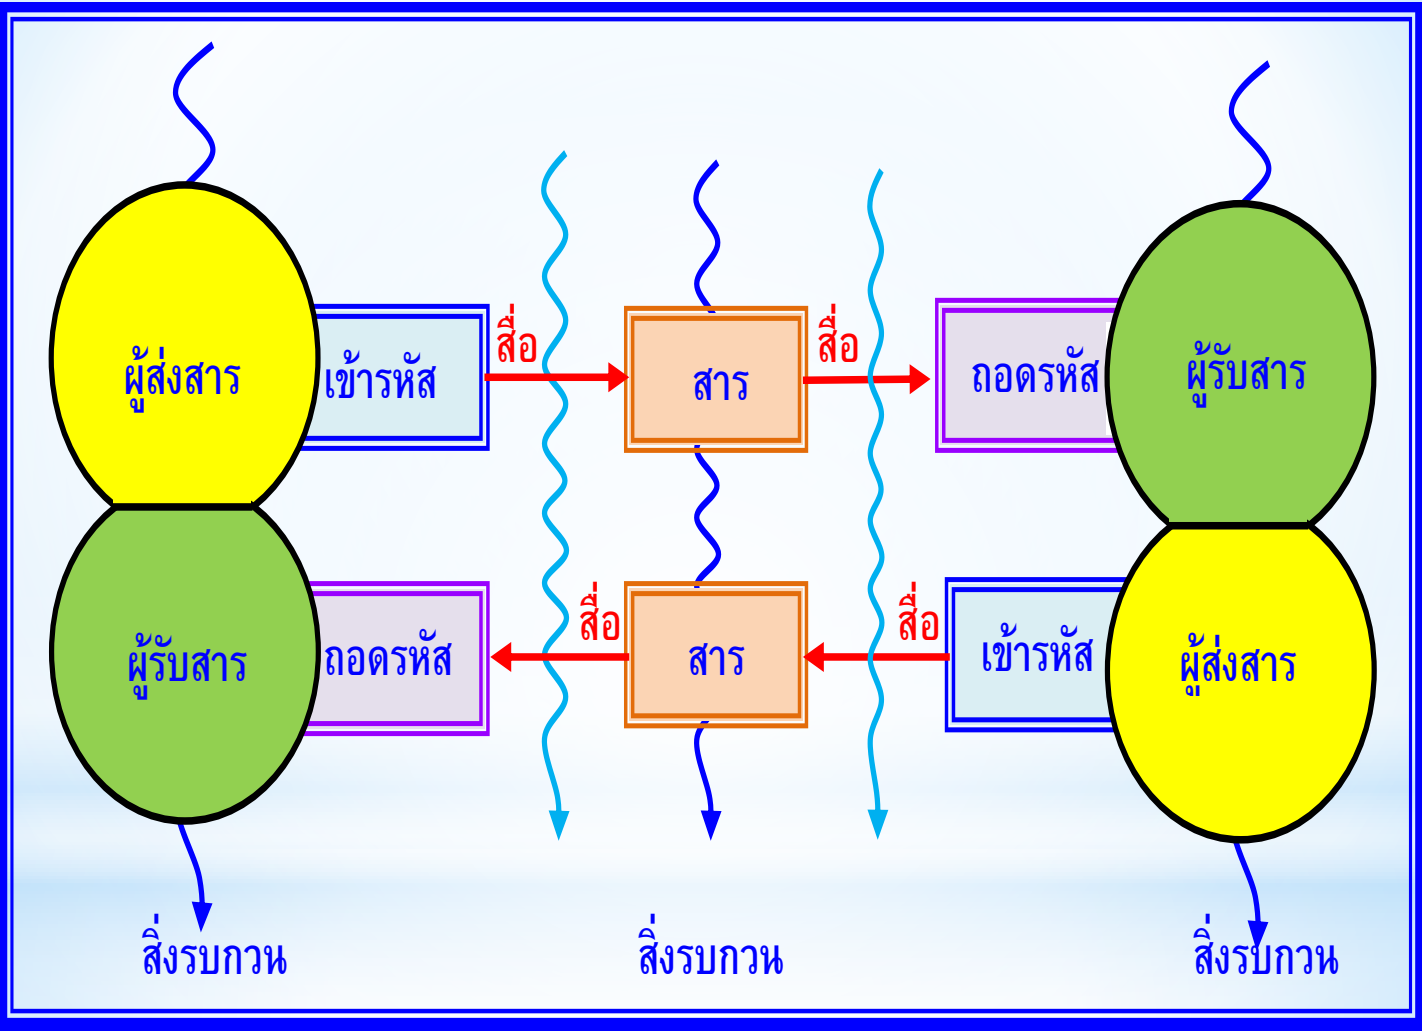 สื่อ
สื่อ
ผู้ส่งสาร
เข้ารหัส
สาร
ถอดรหัส
ผู้รับสาร
สื่อ
สื่อ
ผู้รับสาร
ถอดรหัส
สาร
เข้ารหัส
ผู้ส่งสาร
สิ่งรบกวน
สิ่งรบกวน
สิ่งรบกวน